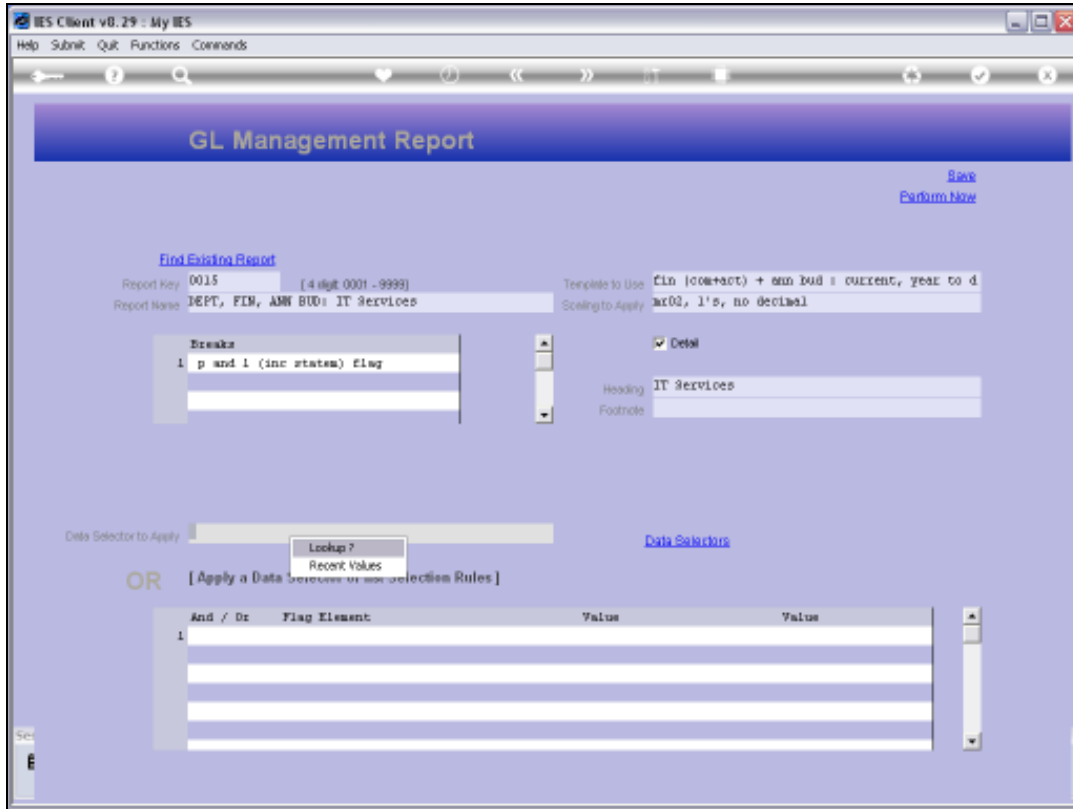 IES Client v8.29 : My IES
Help Submit Quit Functions Commands
GL Management Report
Save
Perform Now
Find Existing Report
Report Key 0015 [ 4 digit: 0001 - 9999]
Template to Use fin (com+act) + ann bud : current, year to d
Report Name DEPT, FIN, ANN BUD: IT Services
Scaling to Apply mr02, 1's, no decimal
Breaks
1 p and l (inc statem) flag
Detail
Heading IT Services
Footnote
Data Selector to Apply
Data Selectors
Lookup ?
Recent Values
OR [ Apply a Data Selection Rules ]
And / Or Flag Element Value Value
1